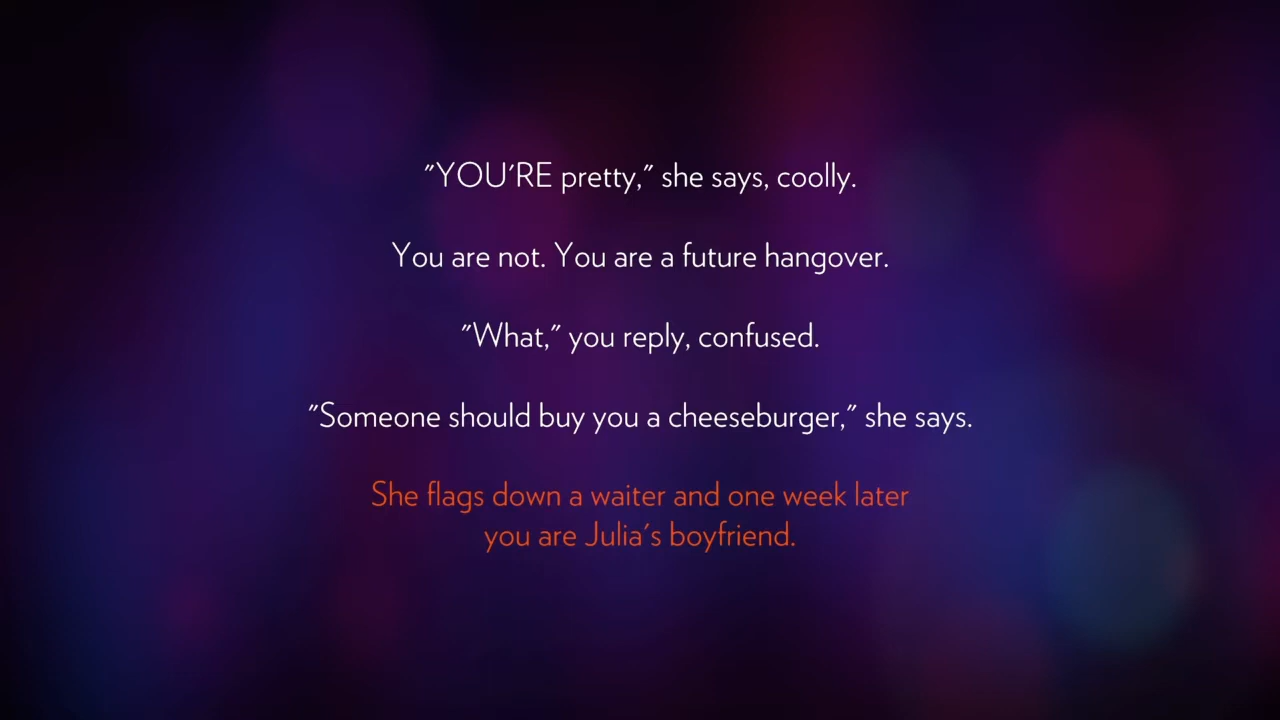 "YOU'RE pretty," she says, coolly.
You are not. You are a future hangover.
"What," you reply, confused.
"Someone should buy you a cheeseburger," she says.
She flags down a waiter and one week later
you are Julia's boyfriend.